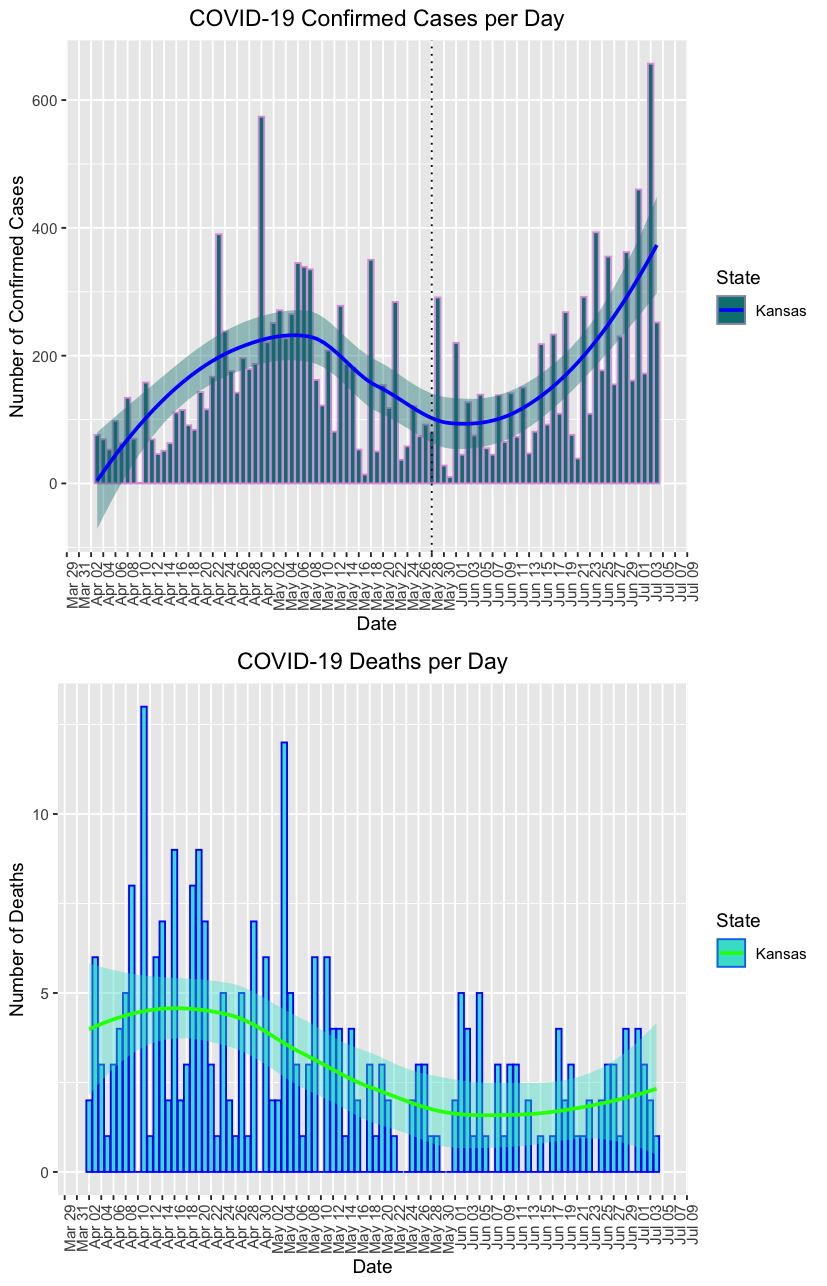 COVID-19 Confirmed Cases per Day
Number of Confirmed Cases
600
400
200
0
Mar 29
Mar 31
Apr 02
Apr 04
Apr 06
Apr 08
Apr 10
Apr 12
Apr 14
Apr 16
Apr 18
Apr 20
Apr 22
Apr 24
Apr 26
Apr 28
Apr 30
May 02
May 04
May 06
May 08
May 10
May 12
May 14
May 16
May 18
May 20
May 22
May 24
May 26
May 28
May 30
Jun 01
Jun 03
Jun 05
Jun 07
Jun 09
Jun 11
Jun 13
Jun 15
Jun 17
Jun 19
Jun 21
Jun 23
Jun 25
Jun 27
Jun 29
Jul 01
Jul 03
Jul 05
Jul 07
Jul 09
Date
State
Kansas
COVID-19 Deaths per Day
Number of Deaths
10
5
0
Mar 29
Mar 31
Apr 02
Apr 04
Apr 06
Apr 08
Apr 10
Apr 12
Apr 14
Apr 16
Apr 18
Apr 20
Apr 22
Apr 24
Apr 26
Apr 28
Apr 30
May 02
May 04
May 06
May 08
May 10
May 12
May 14
May 16
May 18
May 20
May 22
May 24
May 26
May 28
May 30
Jun 01
Jun 03
Jun 05
Jun 07
Jun 09
Jun 11
Jun 13
Jun 15
Jun 17
Jun 19
Jun 21
Jun 23
Jun 25
Jun 27
Jun 29
Jul 01
Jul 03
Jul 05
Jul 07
Jul 09
Date
State
Kansas